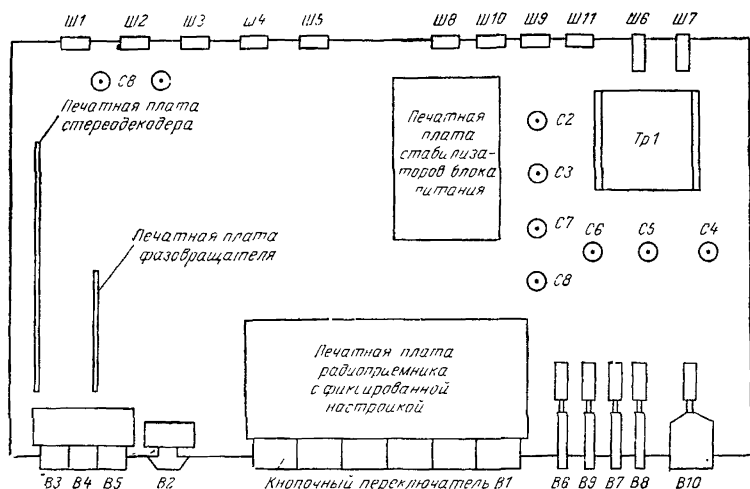 Ш1 Ш2 Ш3 Ш4 Ш5 Ш8 Ш10 Ш9 Ш11 Ш6 Ш7
С8
Печатная плата
стереодекодера
Печатная
плата
стабилиза-
торов блока
питания
С2
Тр1
С3
Печатная плата
фазовращателя
С7
С6 С5 С4
С8
Печатная плата
радиоприемника
с фиксированной
настройкой
В3 В4 В5 В2 Кнопочный переключатель В1 В6 В9 В7 В8 В10